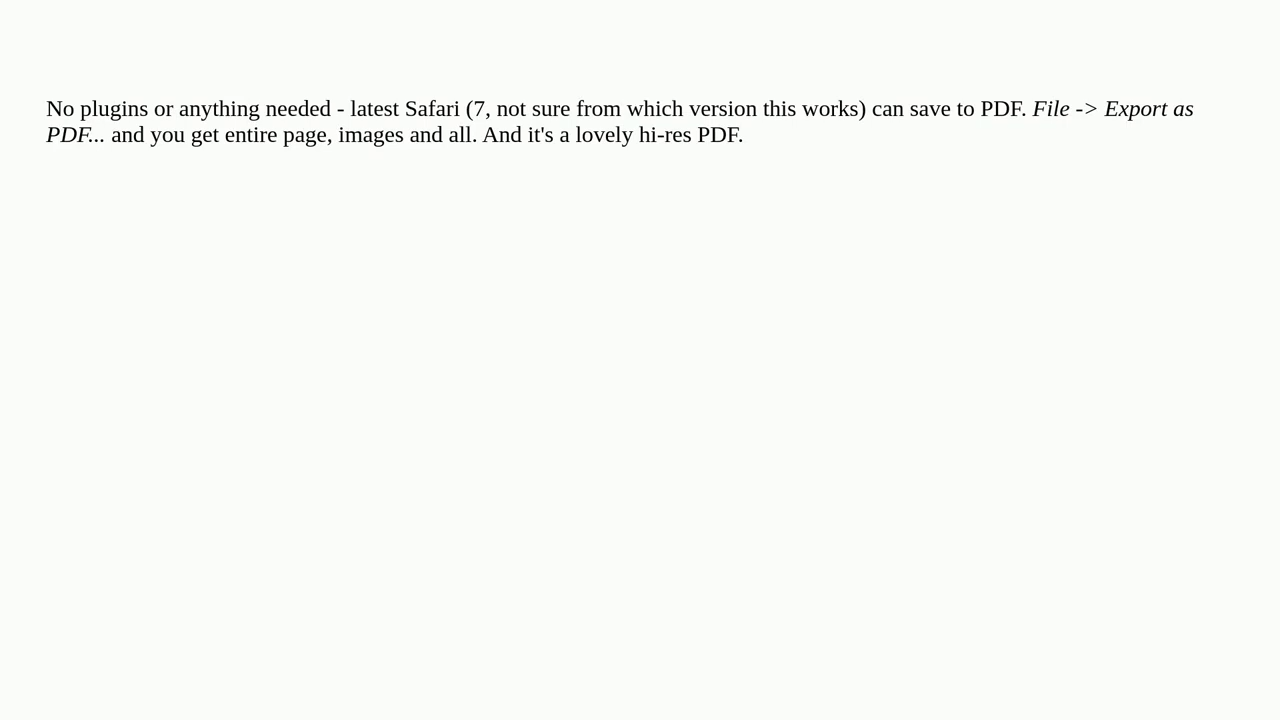 No plugins or anything needed - latest Safari (7, not sure from which version this works) can save to PDF. File -> Export as
PDF... and you get entire page, images and all. And it's a lovely hi-res PDF.